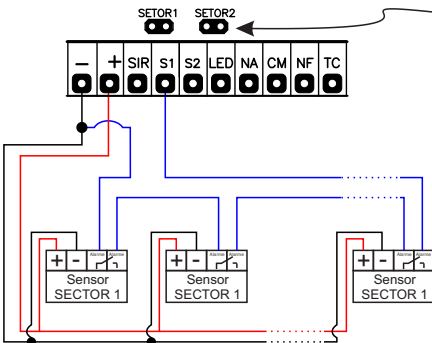 SETOR1 SETOR2
− + SIR S1 S2 LED NA CM NF TC
+ - Alarme Alarme + - Alarme Alarme + - Alarme Alarme
Sensor Sensor Sensor
SECTOR 1 SECTOR 1 SECTOR 1